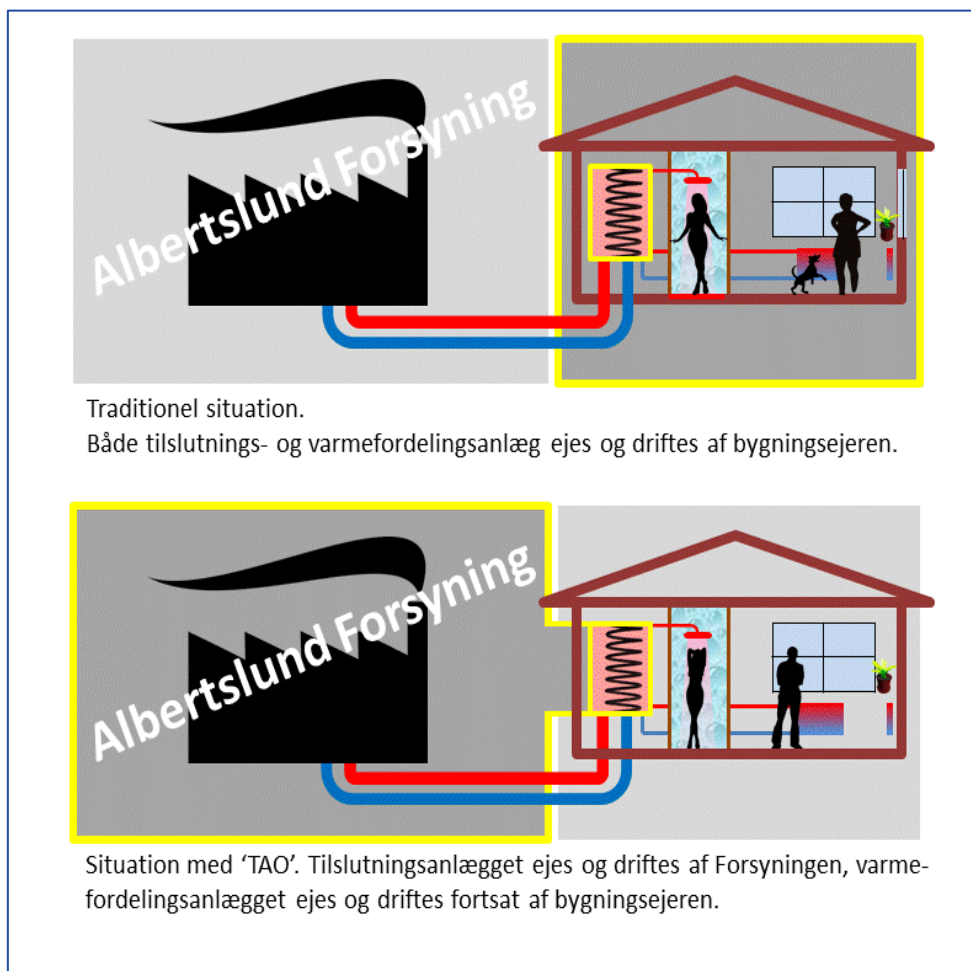 Albertslund Forsyning
Traditionel situation.
Både tilslutnings- og varmefordelingsanlæg ejes og driftes af bygningsejeren.
Albertslund Forsyning
Situation med ‘TAO’. Tilslutningsanlægget ejes og driftes af Forsyningen, varme-
fordelingsanlægget ejes og driftes fortsat af bygningsejeren.